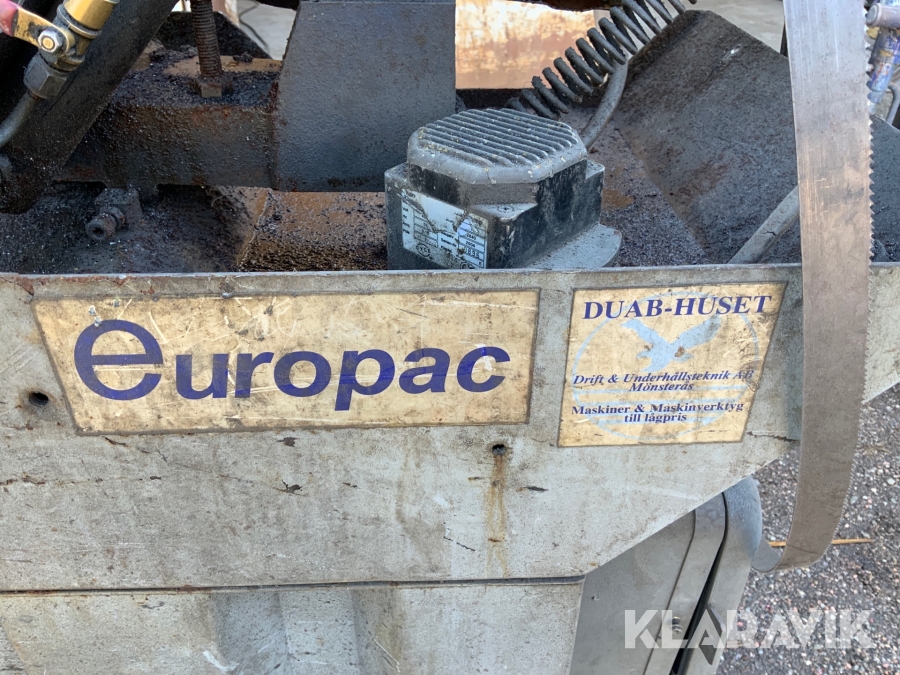 europac
DUAB-HUSET
Drift & Underhållsteknik AB
Mönsterås
Maskiner & Maskinverktyg
till lågpris
KLARAVIK